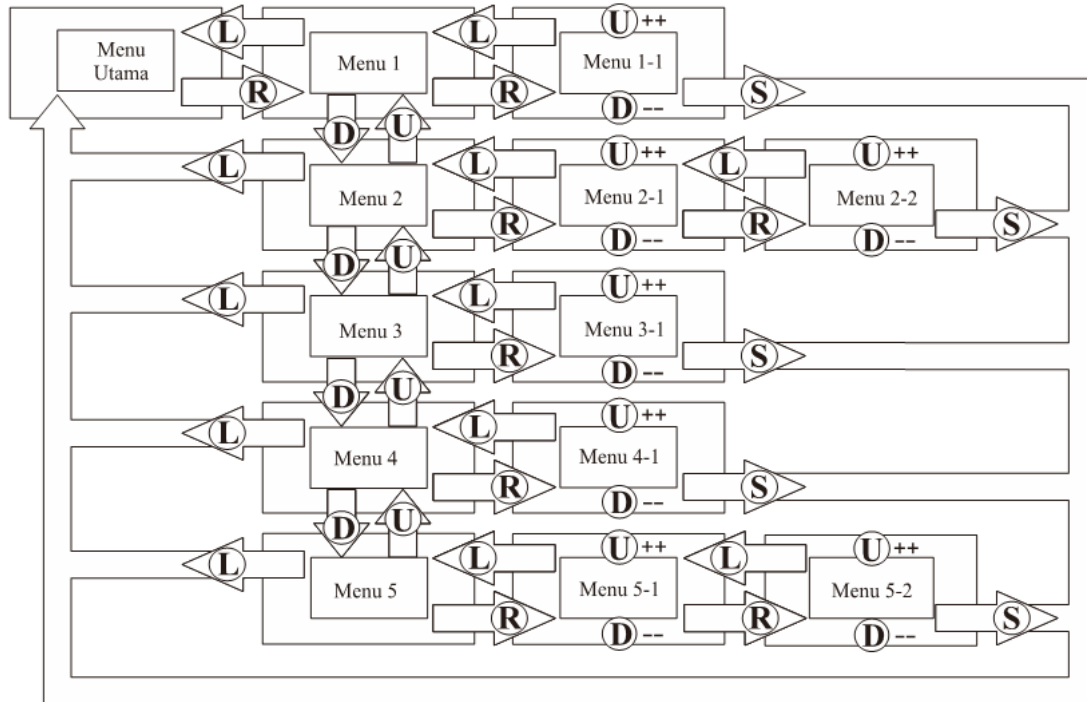 L
L
U ++
Menu
Utama
Menu 1
Menu 1-1
R
R
D --
S
D
U
L
L
U ++
L
U ++
Menu 2
Menu 2-1
Menu 2-2
R
D --
R
D --
S
D
U
L
L
U ++
Menu 3
Menu 3-1
R
D --
S
D
U
L
L
U ++
Menu 4
Menu 4-1
R
D --
S
D
U
L
L
U ++
L
U ++
Menu 5
Menu 5-1
Menu 5-2
R
D --
R
D --
S